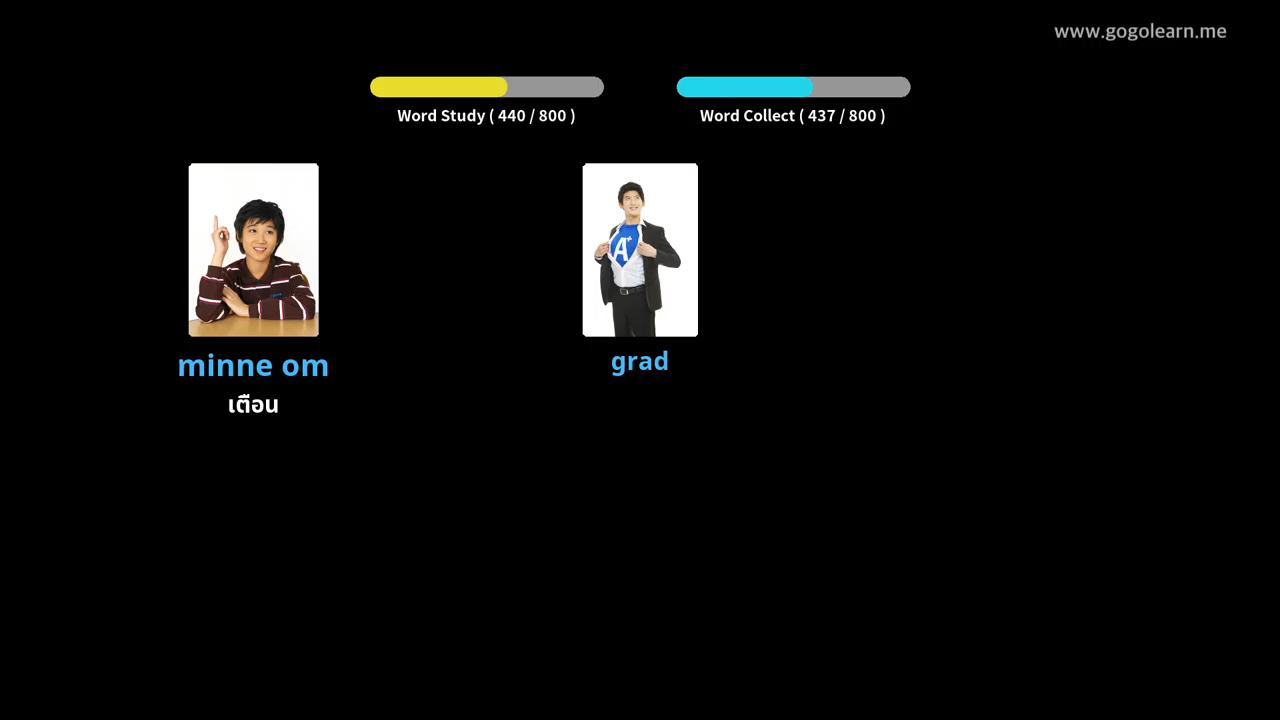 www.gogolearn.me
Word Study ( 440 / 800 )
Word Collect ( 437 / 800 )
A+
minne om
grad
เตือน